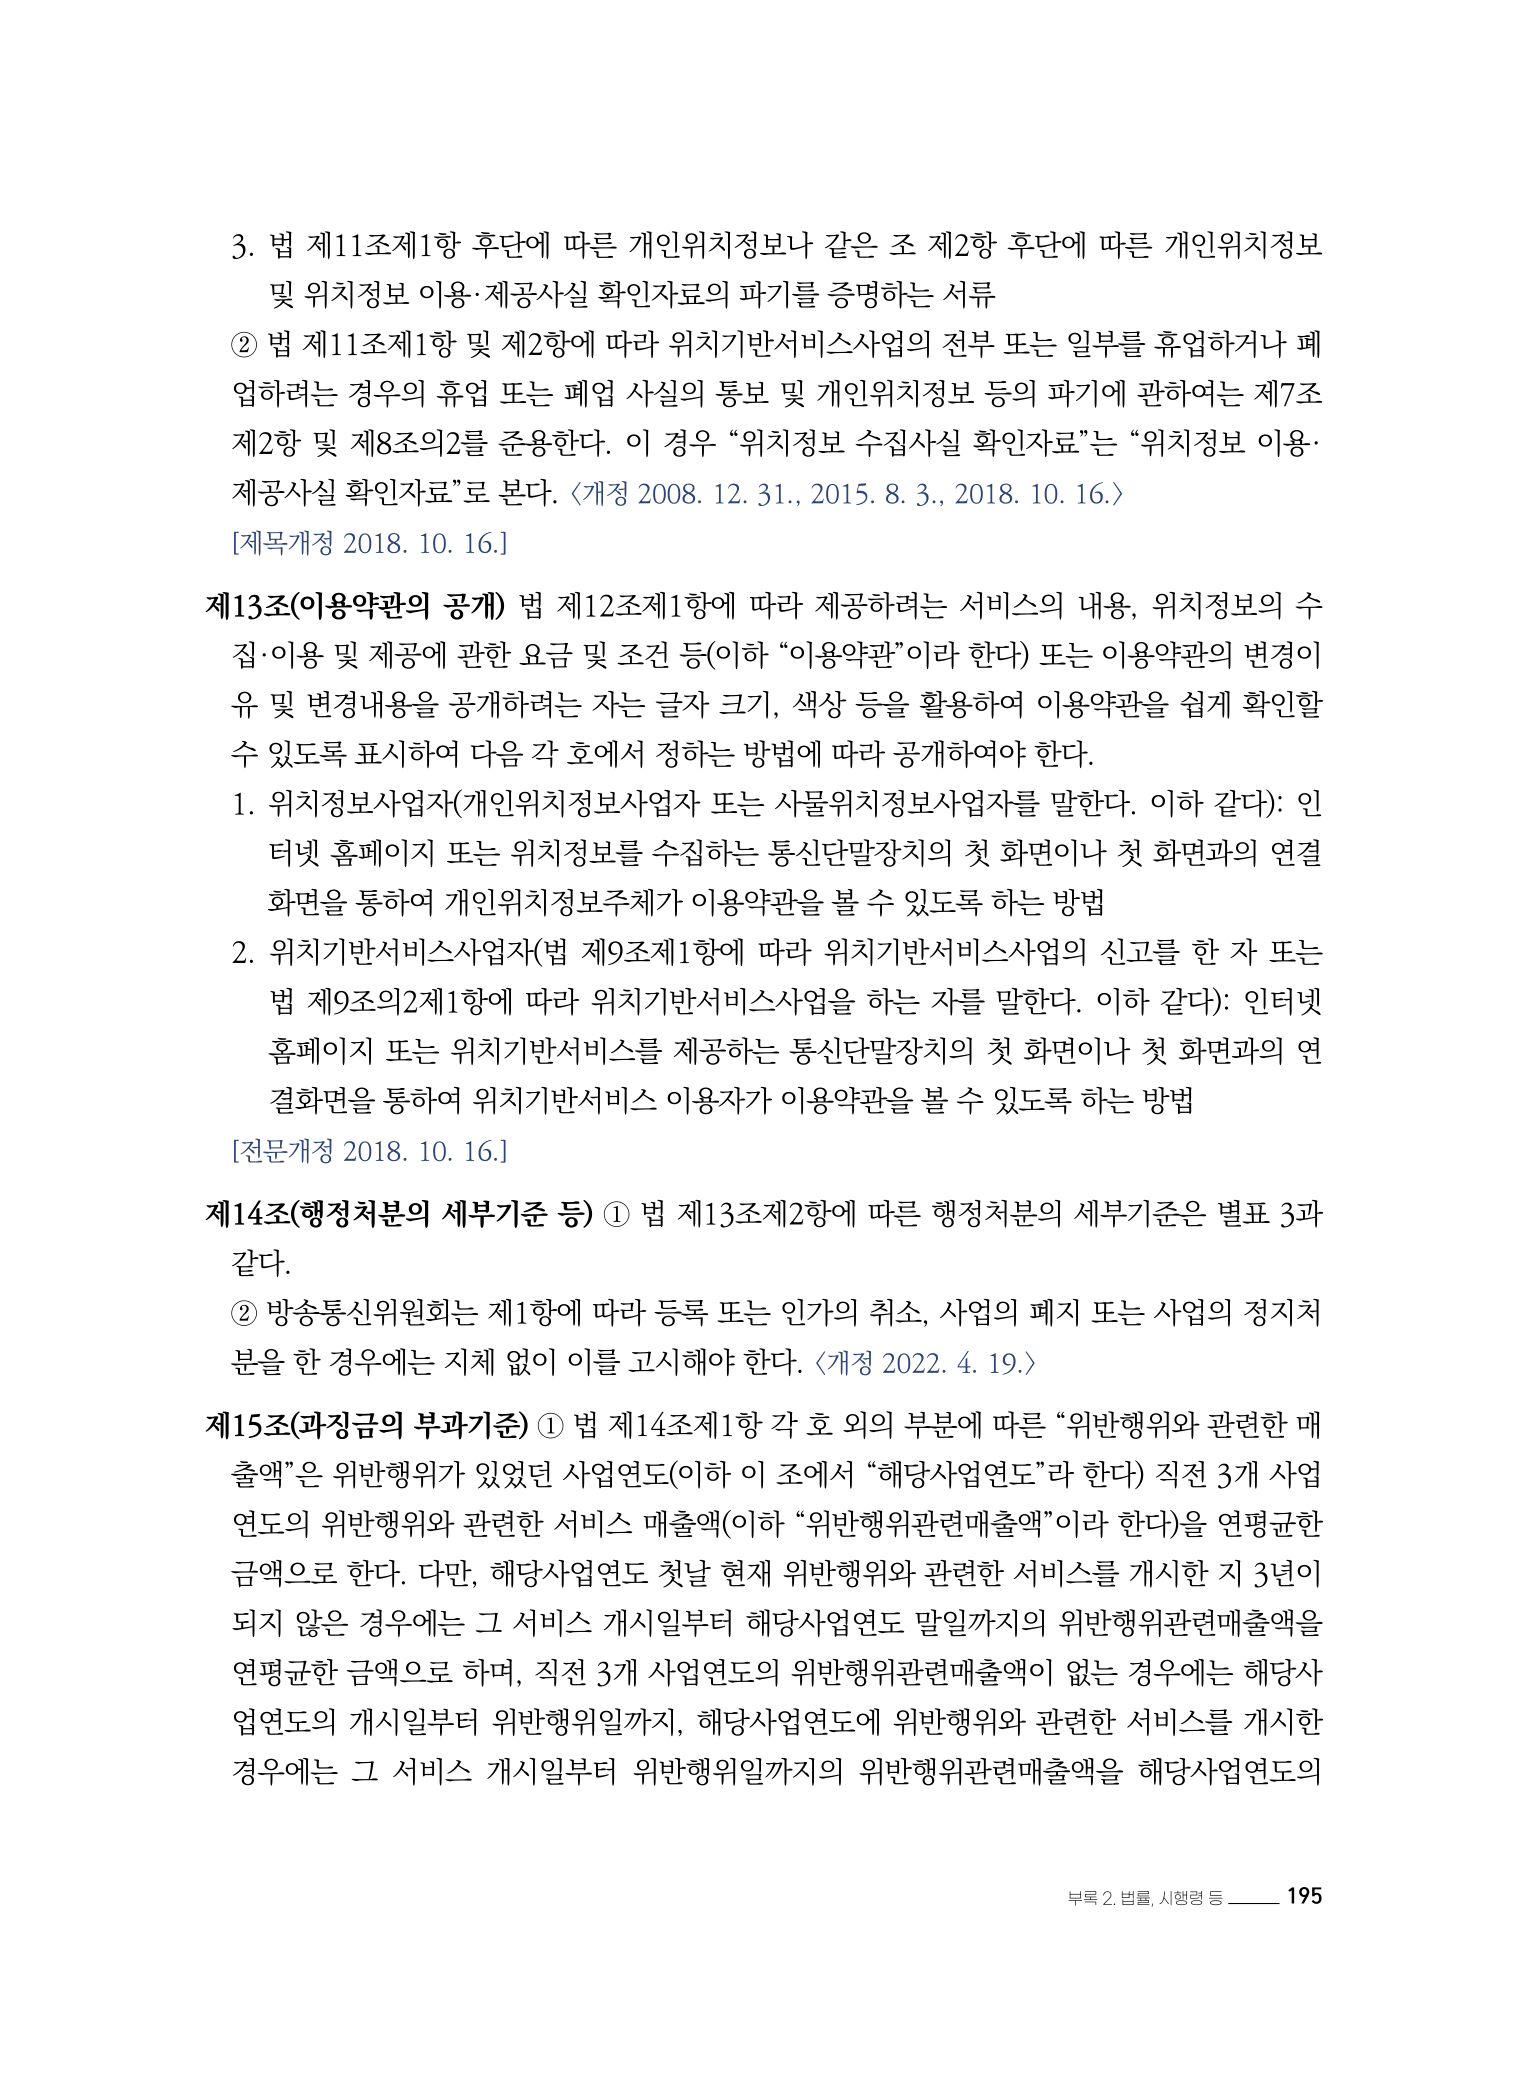 3. 법 제11조제1항 후단에 따른 개인위치정보나 같은 조 제2항 후단에 따른 개인위치정보
및 위치정보 이용·제공사실 확인자료의 파기를 증명하는 서류
② 법 제11조제1항 및 제2항에 따라 위치기반서비스사업의 전부 또는 일부를 휴업하거나 폐
업하려는 경우의 휴업 또는 폐업 사실의 통보 및 개인위치정보 등의 파기에 관하여는 제7조
제2항 및 제8조의2를 준용한다. 이 경우 “위치정보 수집사실 확인자료”는 “위치정보 이용·
제공사실 확인자료”로 본다. 〈개정 2008. 12. 31., 2015. 8. 3., 2018. 10. 16.〉
[제목개정 2018. 10. 16.]
제13조(이용약관의 공개) 법 제12조제1항에 따라 제공하려는 서비스의 내용, 위치정보의 수
집·이용 및 제공에 관한 요금 및 조건 등(이하 “이용약관”이라 한다) 또는 이용약관의 변경이
유 및 변경내용을 공개하려는 자는 글자 크기, 색상 등을 활용하여 이용약관을 쉽게 확인할
수 있도록 표시하여 다음 각 호에서 정하는 방법에 따라 공개하여야 한다.
1. 위치정보사업자(개인위치정보사업자 또는 사물위치정보사업자를 말한다. 이하 같다): 인
터넷 홈페이지 또는 위치정보를 수집하는 통신단말장치의 첫 화면이나 첫 화면과의 연결
화면을 통하여 개인위치정보주체가 이용약관을 볼 수 있도록 하는 방법
2. 위치기반서비스사업자(법 제9조제1항에 따라 위치기반서비스사업의 신고를 한 자 또는
법 제9조의2제1항에 따라 위치기반서비스사업을 하는 자를 말한다. 이하 같다): 인터넷
홈페이지 또는 위치기반서비스를 제공하는 통신단말장치의 첫 화면이나 첫 화면과의 연
결화면을 통하여 위치기반서비스 이용자가 이용약관을 볼 수 있도록 하는 방법
[전문개정 2018. 10. 16.]
제14조(행정처분의 세부기준 등) ① 법 제13조제2항에 따른 행정처분의 세부기준은 별표 3과
같다.
② 방송통신위원회는 제1항에 따라 등록 또는 인가의 취소, 사업의 폐지 또는 사업의 정지처
분을 한 경우에는 지체 없이 이를 고시해야 한다. 〈개정 2022. 4. 19.〉
제15조(과징금의 부과기준) ① 법 제14조제1항 각 호 외의 부분에 따른 “위반행위와 관련한 매
출액”은 위반행위가 있었던 사업연도(이하 이 조에서 “해당사업연도”라 한다) 직전 3개 사업
연도의 위반행위와 관련한 서비스 매출액(이하 “위반행위관련매출액”이라 한다)을 연평균한
금액으로 한다. 다만, 해당사업연도 첫날 현재 위반행위와 관련한 서비스를 개시한 지 3년이
되지 않은 경우에는 그 서비스 개시일부터 해당사업연도 말일까지의 위반행위관련매출액을
연평균한 금액으로 하며, 직전 3개 사업연도의 위반행위관련매출액이 없는 경우에는 해당사
업연도의 개시일부터 위반행위일까지, 해당사업연도에 위반행위와 관련한 서비스를 개시한
경우에는 그 서비스 개시일부터 위반행위일까지의 위반행위관련매출액을 해당사업연도의
부록 2. 법률, 시행령 등 195